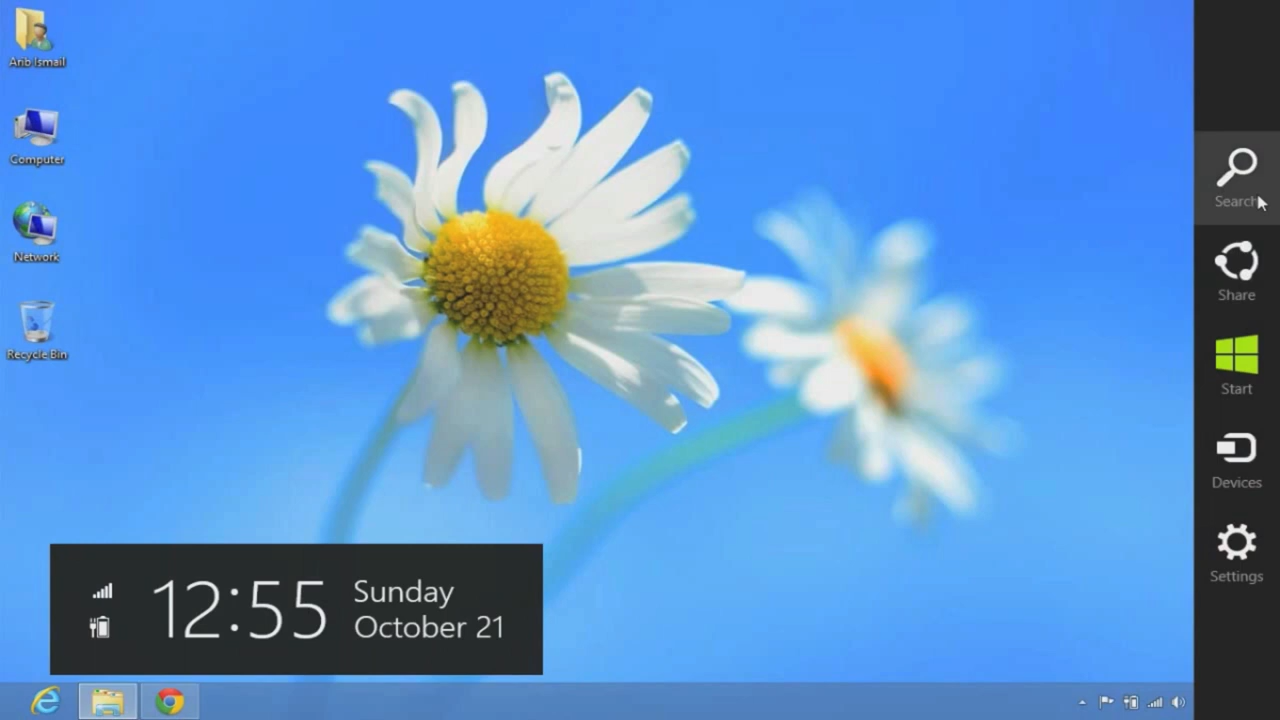 Arib Ismail
Computer
Network
Recycle Bin
12:55
Sunday
October 21
Search
Share
Start
Devices
Settings